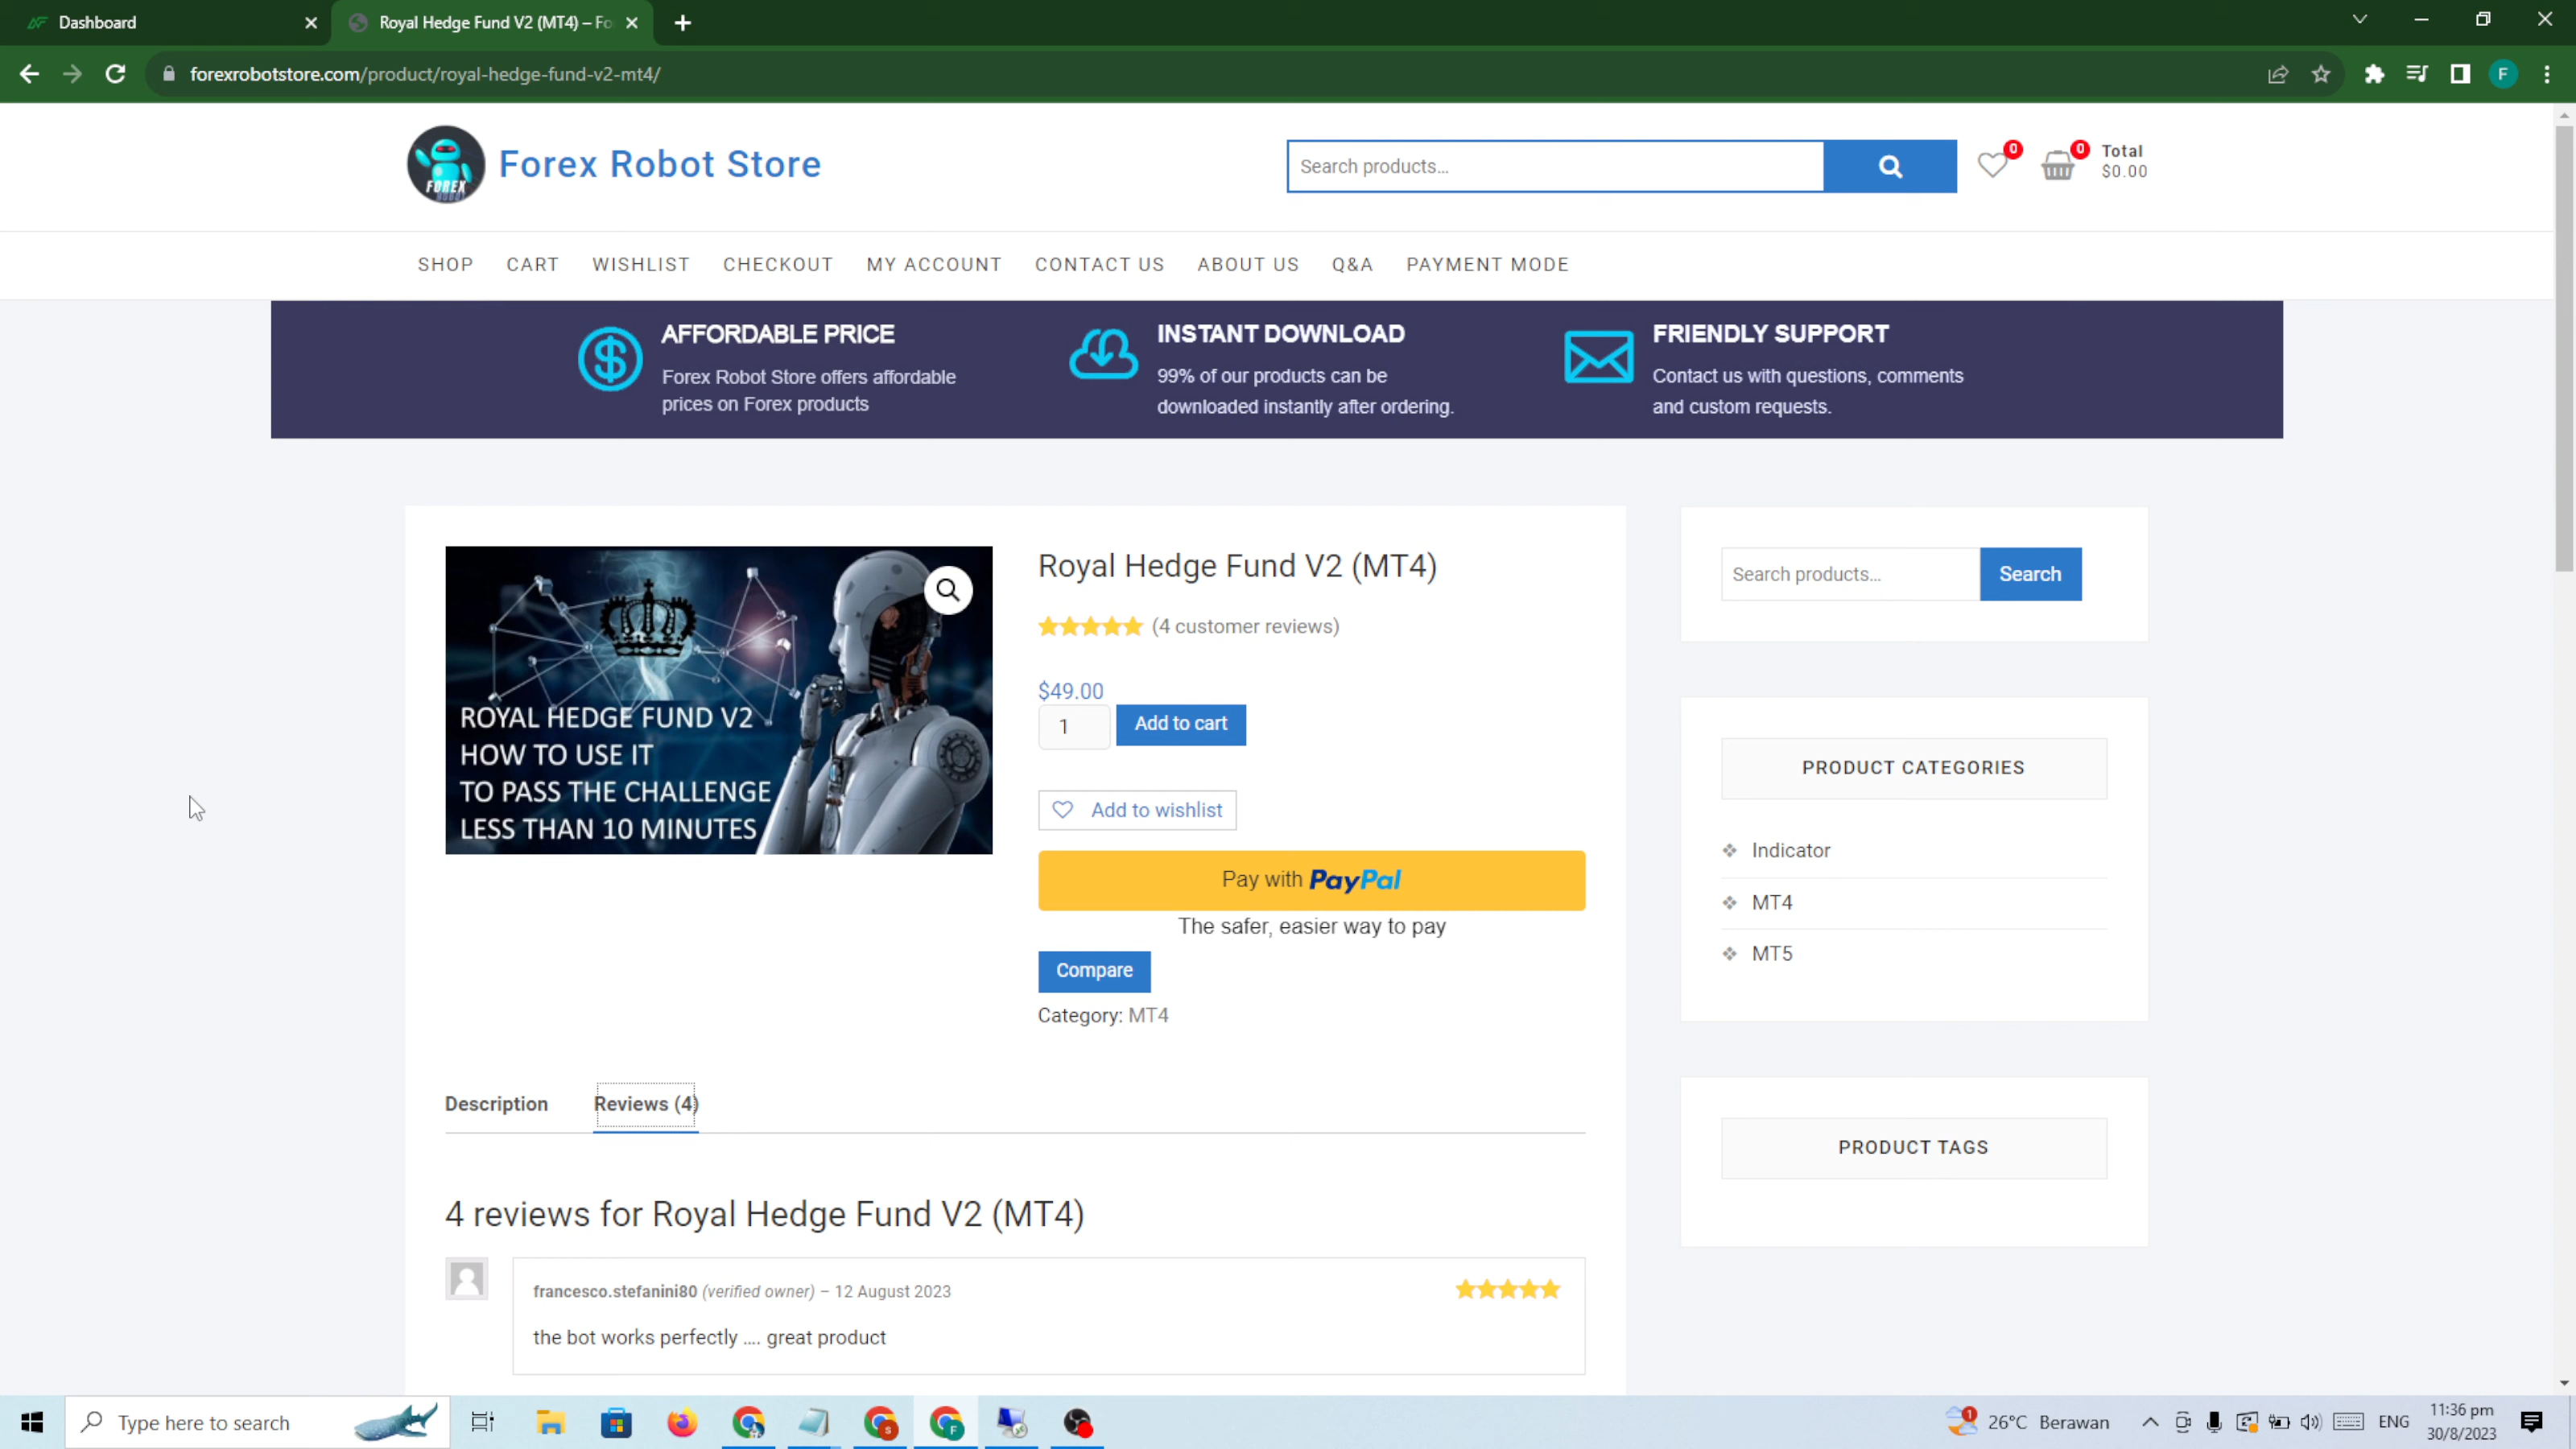 Dashboard
Royal Hedge Fund V2 (MT4) – Fo
forexrobotstore.com/product/royal-hedge-fund-v2-mt4/
F
FOREX
ROBOT
Forex Robot Store
Search products…
0
0
Total
$0.00
SHOP
CART
WISHLIST
CHECKOUT
MY ACCOUNT
CONTACT US
ABOUT US
Q&A
PAYMENT MODE
AFFORDABLE PRICE
Forex Robot Store offers affordable
prices on Forex products
INSTANT DOWNLOAD
99% of our products can be
downloaded instantly after ordering.
FRIENDLY SUPPORT
Contact us with questions, comments
and custom requests.
ROYAL HEDGE FUND V2
HOW TO USE IT
TO PASS THE CHALLENGE
LESS THAN 10 MINUTES
Royal Hedge Fund V2 (MT4)
(4 customer reviews)
$49.00
1
Add to cart
Add to wishlist
Pay with PayPal
The safer, easier way to pay
Compare
Category: MT4
Search products…
Search
PRODUCT CATEGORIES
Indicator
MT4
MT5
PRODUCT TAGS
Description
Reviews (4)
4 reviews for Royal Hedge Fund V2 (MT4)
francesco.stefanini80 (verified owner) – 12 August 2023
the bot works perfectly …. great product
Type here to search
S
F
1
26°C Berawan
ENG
11:36 pm
30/8/2023